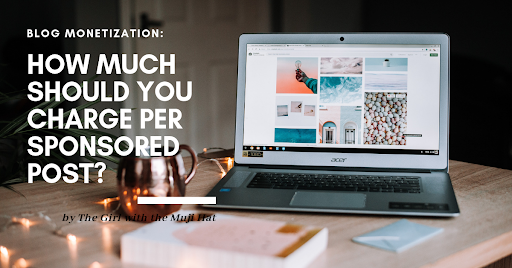 BLOG MONETIZATION:
HOW MUCH
SHOULD YOU
CHARGE PER
SPONSORED
POST?
by The Girl with the Muji Hat
acer